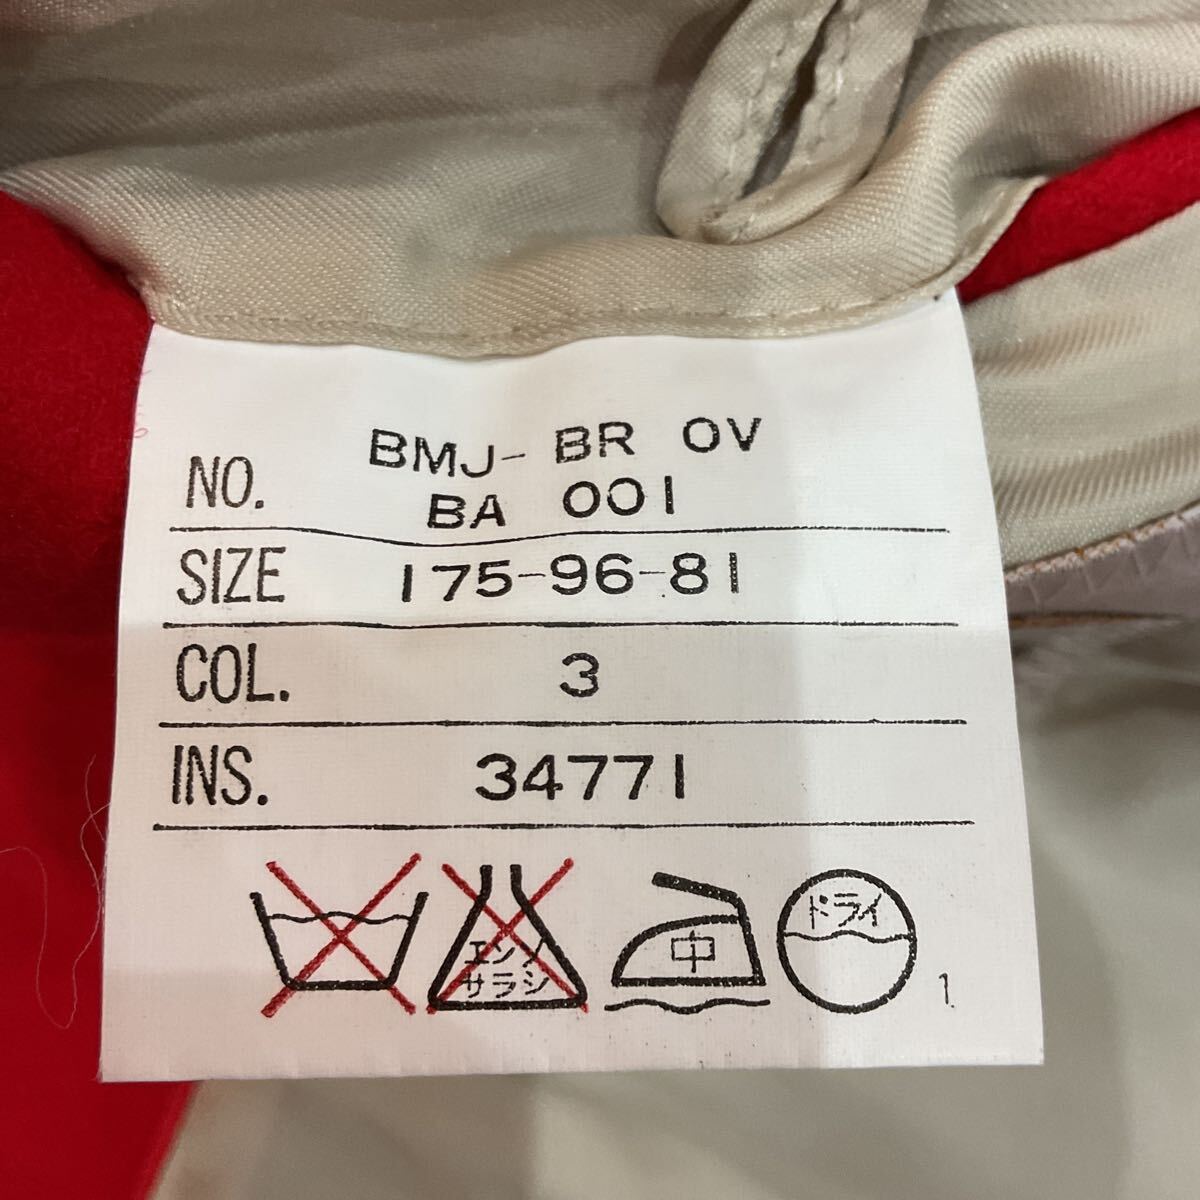 NO. BMJ-BR OV
BA 001
SIZE 175-96-81
COL. 3
INS. 34771
エンソ
サラシ
中
ドライ
1